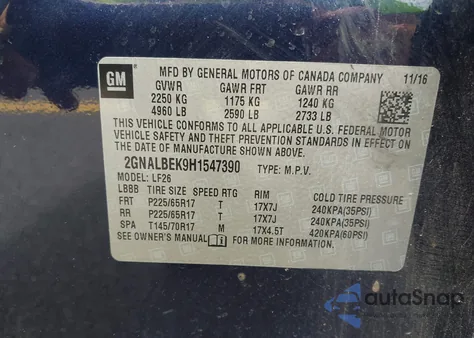 GM
MFD BY GENERAL MOTORS OF CANADA COMPANY 11/16
GVWR GAWR FRT GAWR RR
2250 KG 1175 KG 1240 KG
4960 LB 2590 LB 2733 LB
THIS VEHICLE CONFORMS TO ALL APPLICABLE U.S. FEDERAL MOTOR
VEHICLE SAFETY AND THEFT PREVENTION STANDARDS IN EFFECT ON
THE DATE OF MANUFACTURE SHOWN ABOVE.
2GNALBEK9H1547390 TYPE: M.P.V.
MODEL: LF26
LBBB TIRE SIZE SPEED RTG RIM COLD TIRE PRESSURE
FRT P225/65R17 T 17X7J 240KPA(35PSI)
RR P225/65R17 T 17X7J 240KPA(35PSI)
SPA T145/70R17 M 17X4.5T 420KPA(60PSI)
SEE OWNER'S MANUAL FOR MORE INFORMATION
autoSnap